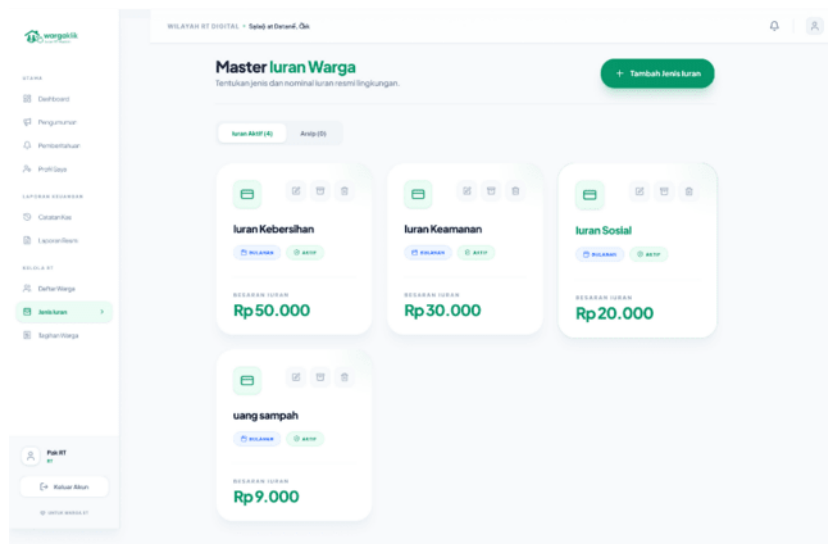 wargaklik
UTAMA
Dashboard
Pengumuman
Pemberitahuan
Profil Saya
LAPORAN KEUANGAN
Catatan Kas
Laporan Resmi
KELOLA RT
Daftar Warga
Jenis Iuran
Tagihan Warga
Pak RT
RT
Keluar Akun
WILAYAH RT DIGITAL
Master Iuran Warga
Tentukan jenis dan nominal iuran resmi lingkungan.
+ Tambah Jenis Iuran
Iuran Aktif (4) Arsip (0)
Iuran Kebersihan
BULANAN AKTIF
BESARAN IURAN
Rp 50.000
Iuran Keamanan
BULANAN AKTIF
BESARAN IURAN
Rp 30.000
Iuran Sosial
BULANAN AKTIF
BESARAN IURAN
Rp 20.000
uang sampah
BULANAN AKTIF
BESARAN IURAN
Rp 9.000